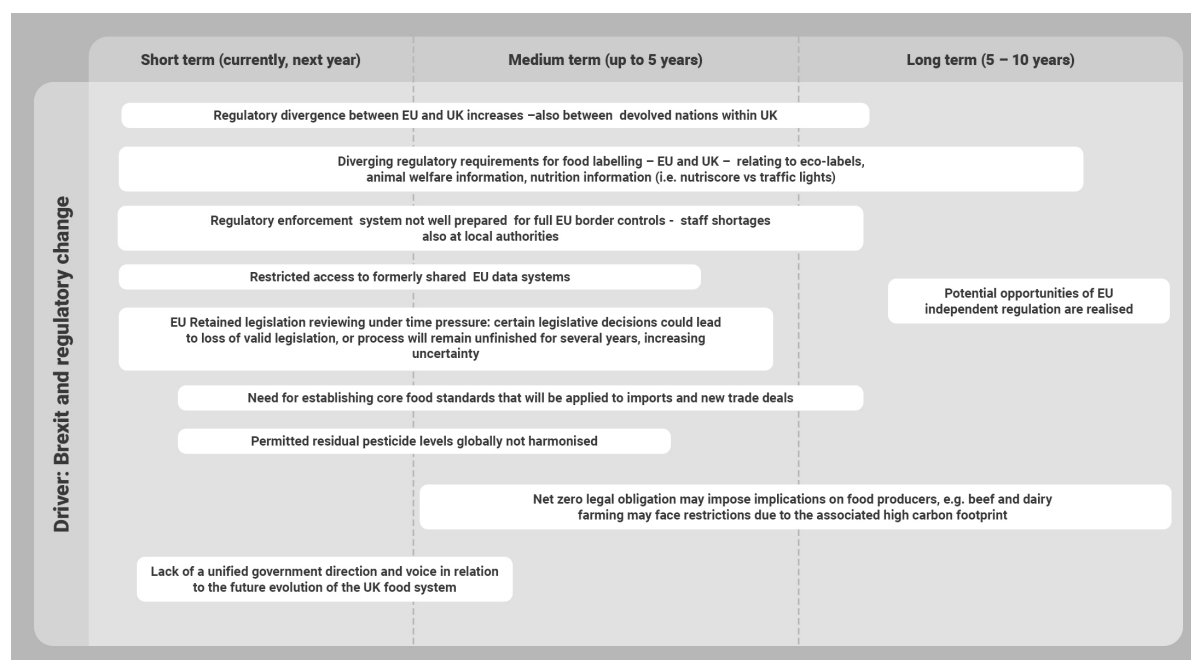 Short term (currently, next year)
Medium term (up to 5 years)
Long term (5 – 10 years)
Driver: Brexit and regulatory change
Regulatory divergence between EU and UK increases –also between devolved nations within UK
Diverging regulatory requirements for food labelling – EU and UK – relating to eco-labels,
animal welfare information, nutrition information (i.e. nutriscore vs traffic lights)
Regulatory enforcement system not well prepared for full EU border controls - staff shortages
also at local authorities
Restricted access to formerly shared EU data systems
Potential opportunities of EU
independent regulation are realised
EU Retained legislation reviewing under time pressure: certain legislative decisions could lead
to loss of valid legislation, or process will remain unfinished for several years, increasing
uncertainty
Need for establishing core food standards that will be applied to imports and new trade deals
Permitted residual pesticide levels globally not harmonised
Net zero legal obligation may impose implications on food producers, e.g. beef and dairy
farming may face restrictions due to the associated high carbon footprint
Lack of a unified government direction and voice in relation
to the future evolution of the UK food system